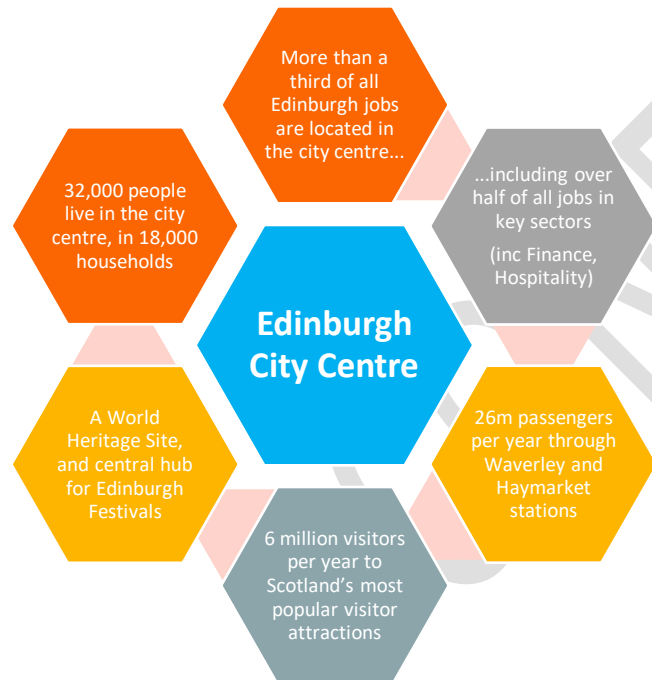 More than a
third of all
Edinburgh jobs
are located in
the city centre...
...including over
half of all jobs in
key sectors
(inc Finance,
Hospitality)
32,000 people
live in the city
centre, in 18,000
households
Edinburgh
City Centre
A World
Heritage Site,
and central hub
for Edinburgh
Festivals
26m passengers
per year through
Waverley and
Haymarket
stations
6 million visitors
per year to
Scotland’s most
popular visitor
attractions